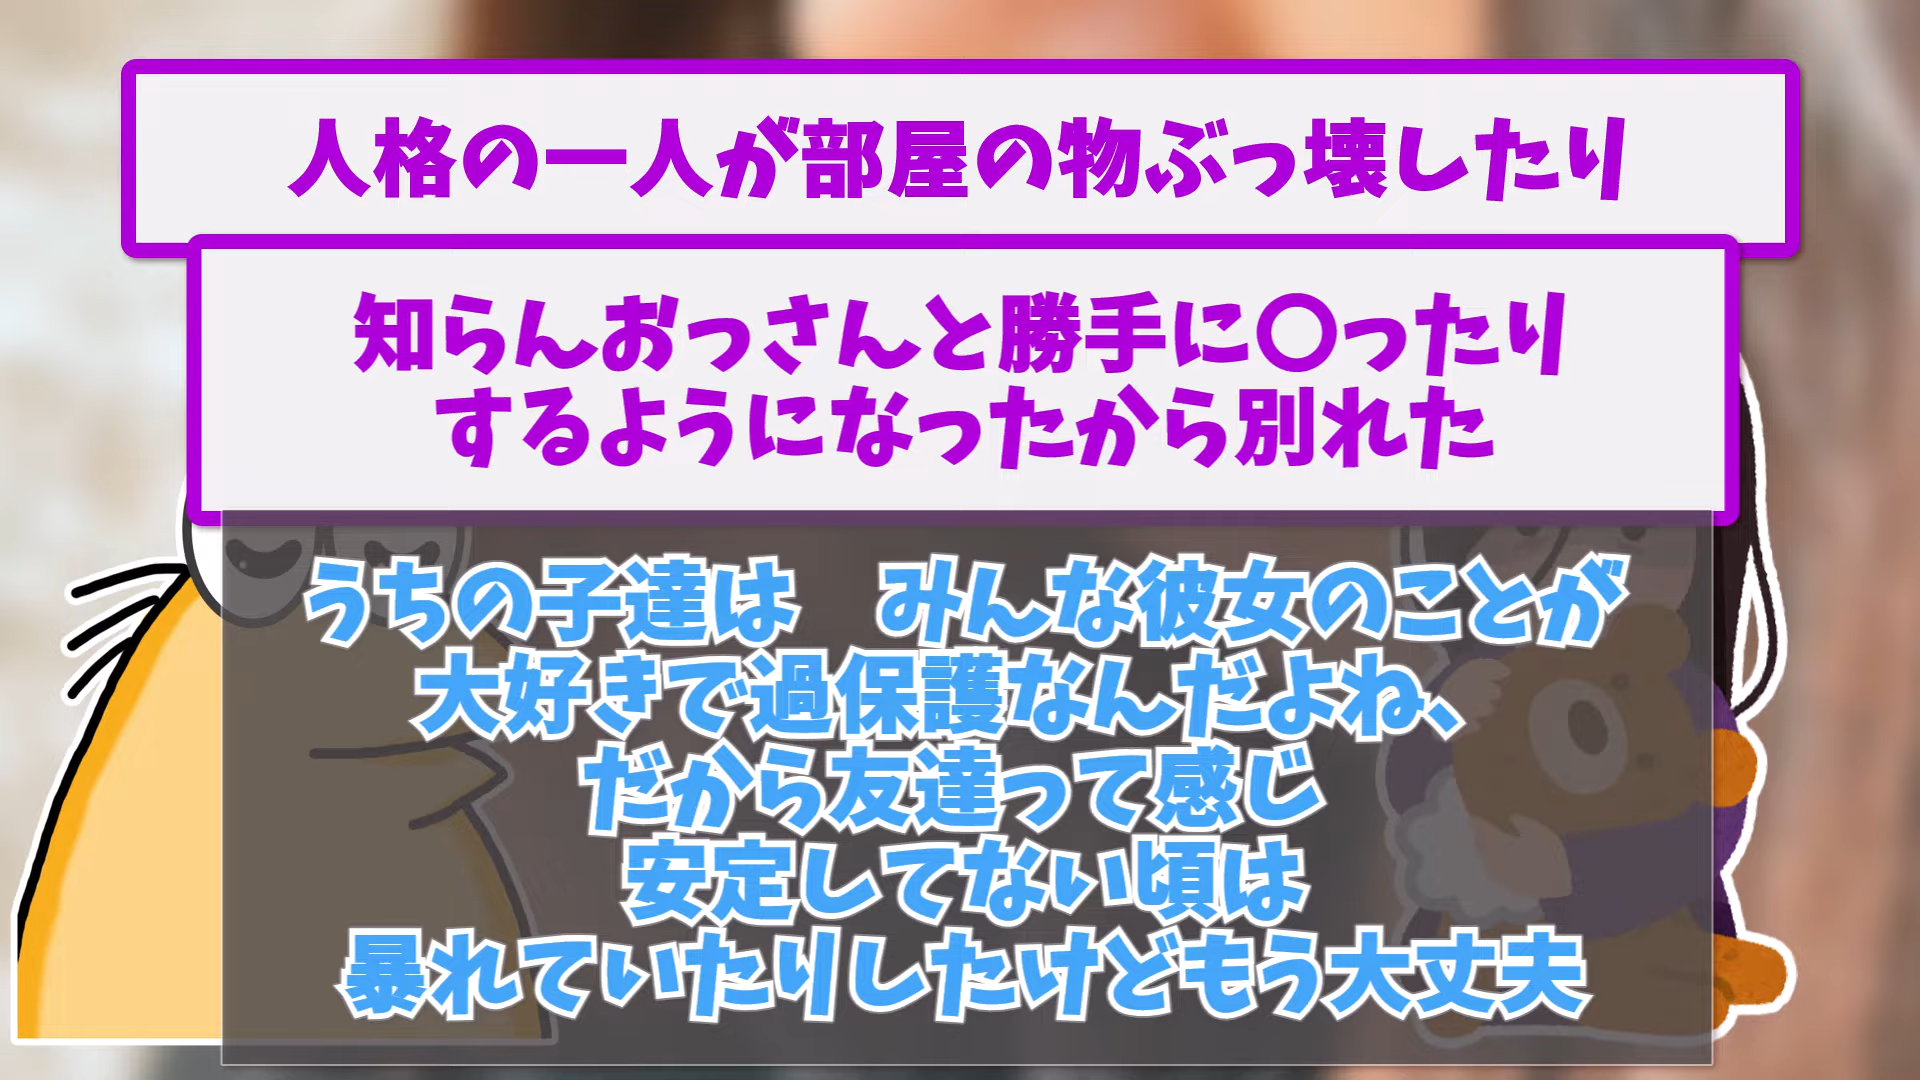 人格の一人が部屋の物ぶっ壊したり
知らんおっさんと勝手に〇ったり
するようになったから別れた
うちの子達は　みんな彼女のことが
大好きで過保護なんだよね、
だから友達って感じ
安定してない頃は
暴れていたりしたけどもう大丈夫